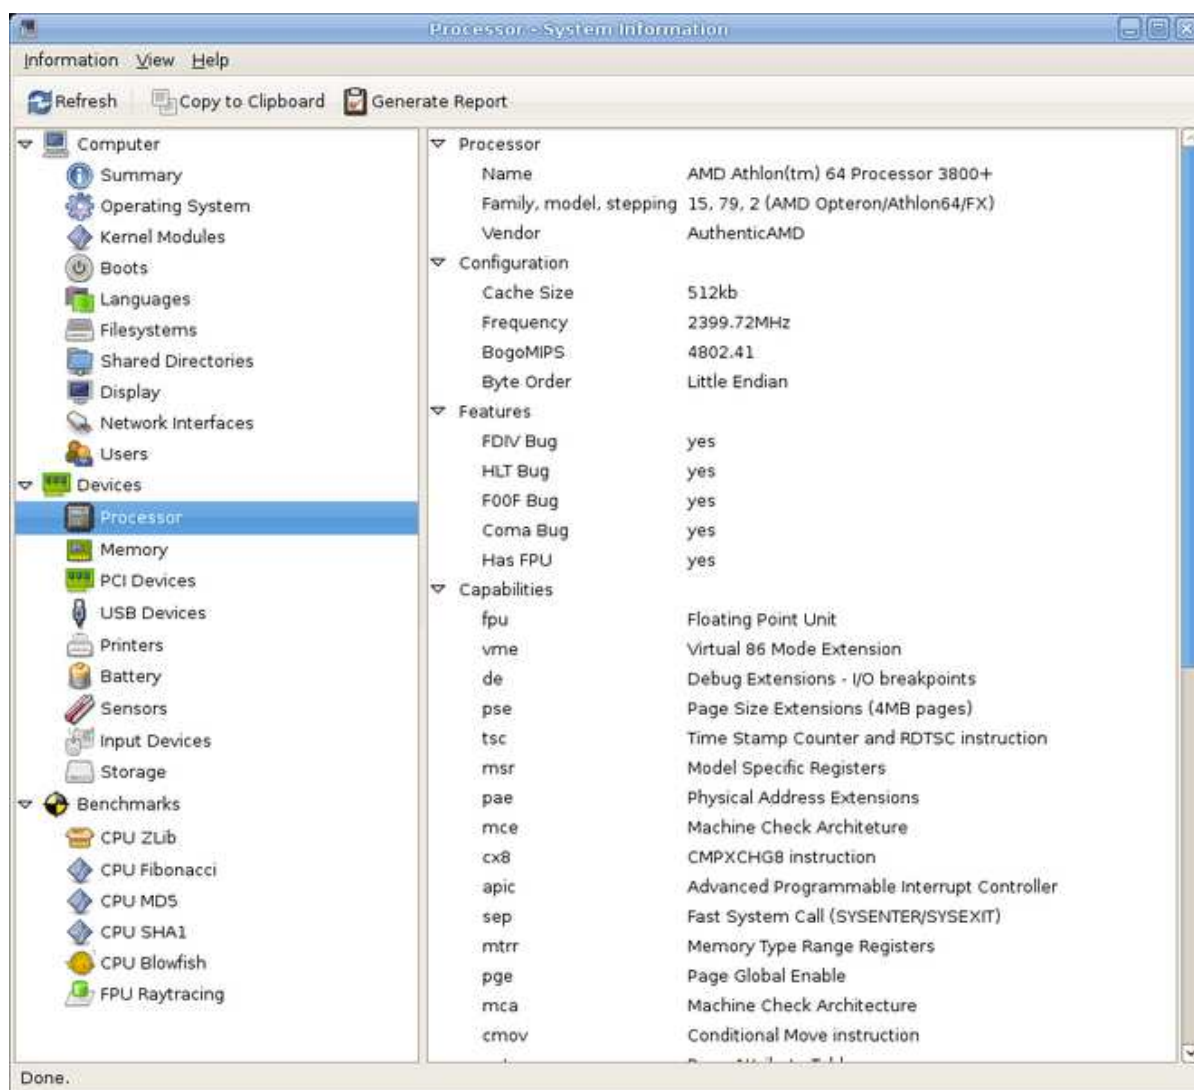 Processor - System Information
Information View Help
Refresh Copy to Clipboard Generate Report
Computer
Summary
Operating System
Kernel Modules
Boots
Languages
Filesystems
Shared Directories
Display
Network Interfaces
Users
Devices
Processor
Memory
PCI Devices
USB Devices
Printers
Battery
Sensors
Input Devices
Storage
Benchmarks
CPU ZLib
CPU Fibonacci
CPU MD5
CPU SHA1
CPU Blowfish
FPU Raytracing
Processor
Name AMD Athlon(tm) 64 Processor 3800+
Family, model, stepping 15, 79, 2 (AMD Opteron/Athlon64/FX)
Vendor AuthenticAMD
Configuration
Cache Size 512kb
Frequency 2399.72MHz
BogoMIPS 4802.41
Byte Order Little Endian
Features
FDIV Bug yes
HLT Bug yes
F00F Bug yes
Coma Bug yes
Has FPU yes
Capabilities
fpu Floating Point Unit
vme Virtual 86 Mode Extension
de Debug Extensions - I/O breakpoints
pse Page Size Extensions (4MB pages)
tsc Time Stamp Counter and RDTSC instruction
msr Model Specific Registers
pae Physical Address Extensions
mce Machine Check Architeture
cx8 CMPXCHG8 instruction
apic Advanced Programmable Interrupt Controller
sep Fast System Call (SYSENTER/SYSEXIT)
mtrr Memory Type Range Registers
pge Page Global Enable
mca Machine Check Architecture
cmov Conditional Move instruction
Done.